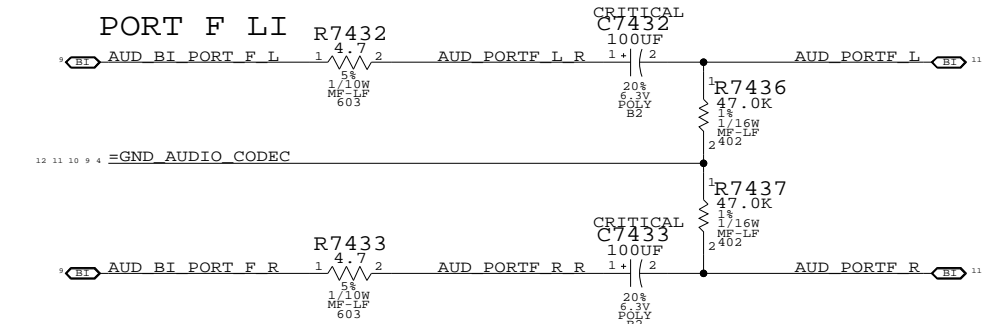 PORT F LI
R7432
4.7
1 2
5%
1/10W
MF-LF
603
CRITICAL
C7432
100UF
1 + 2
20%
6.3V
POLY
B2
9 BI AUD_BI_PORT_F_L
AUD_PORTF_L_R
AUD_PORTF_L BI 11
1
R7436
47.0K
1%
1/16W
MF-LF
402
2
12 11 10 9 4 =GND_AUDIO_CODEC
1
R7437
47.0K
1%
1/16W
MF-LF
402
2
R7433
4.7
1 2
5%
1/10W
MF-LF
603
CRITICAL
C7433
100UF
1 + 2
20%
6.3V
POLY
B2
9 BI AUD_BI_PORT_F_R
AUD_PORTF_R_R
AUD_PORTF_R BI 11